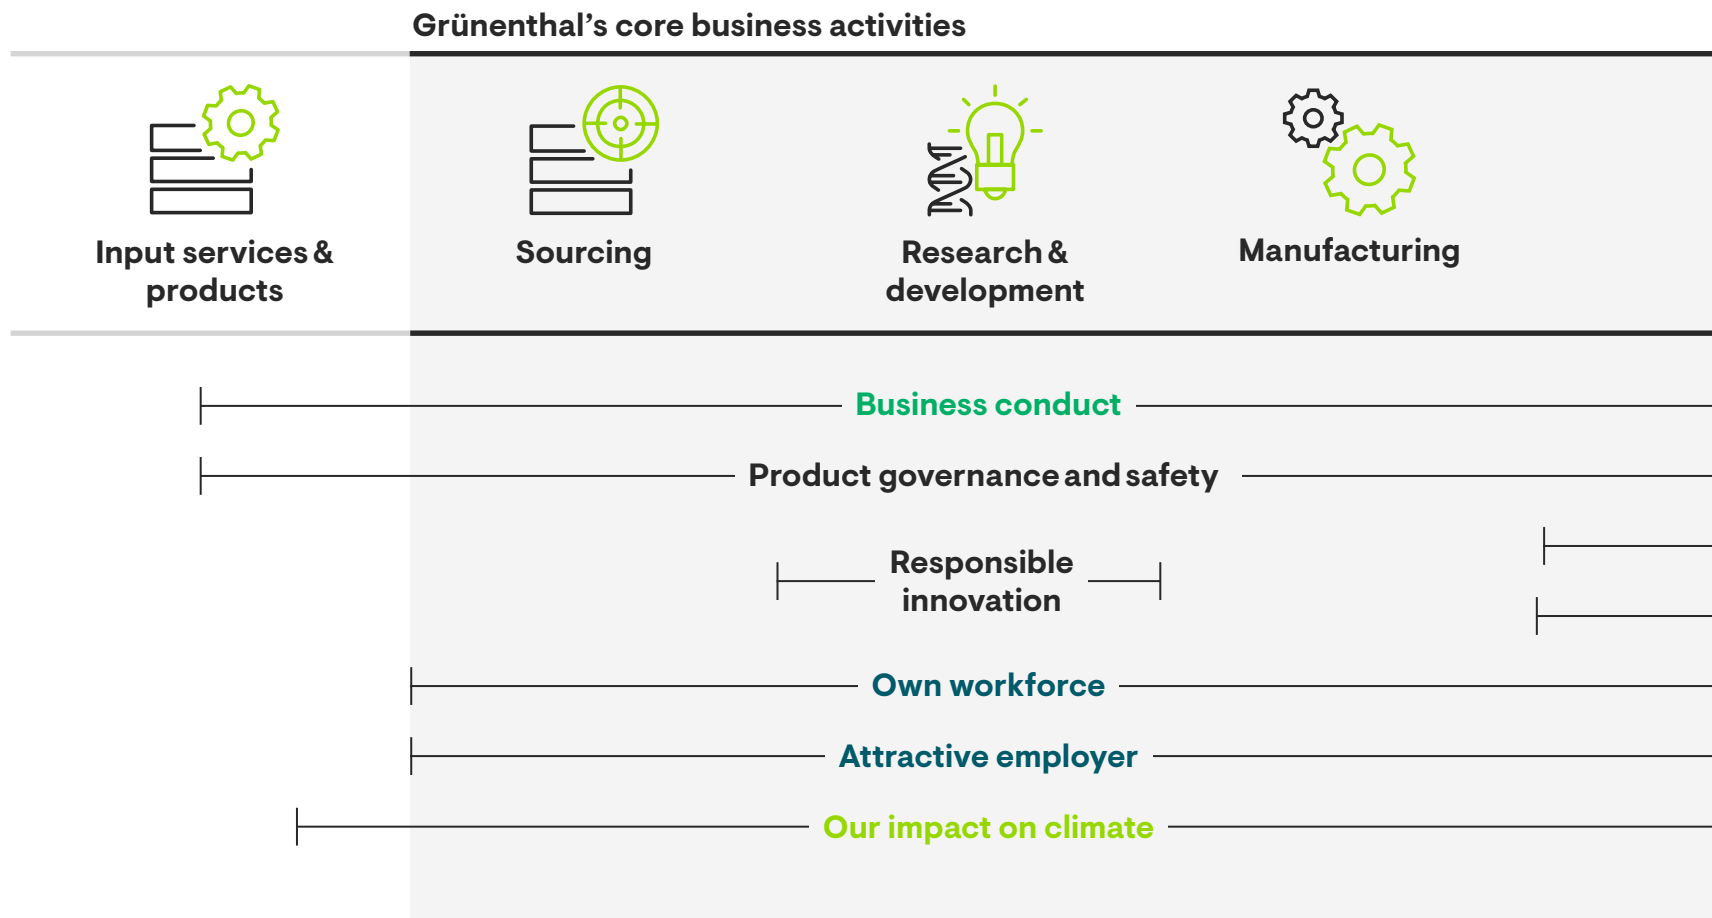 Grünenthal’s core business activities
Input services &
products
Sourcing
Research &
development
Manufacturing
Business conduct
Product governance and safety
Responsible
innovation
Own workforce
Attractive employer
Our impact on climate